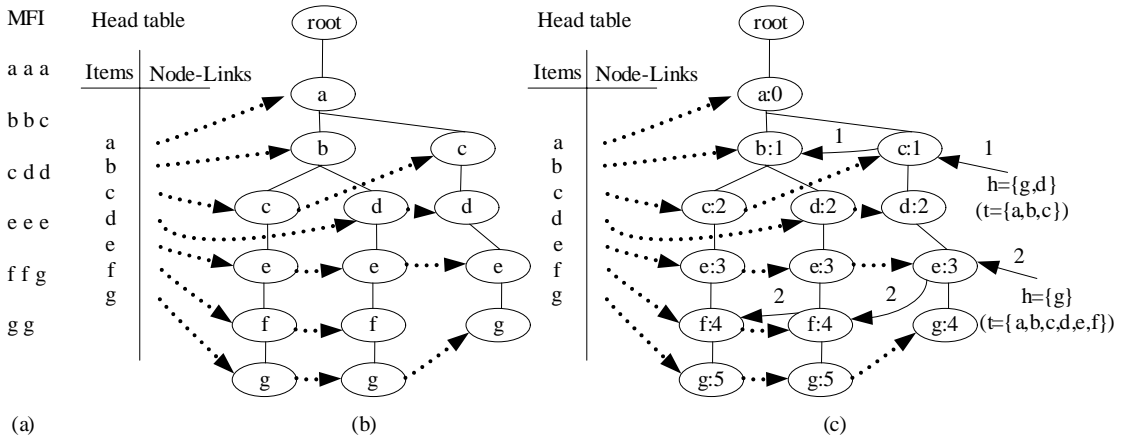 MFI
a a a
b b c
c d d
e e e
f f g
g g
(a)
Head table
Items Node-Links
a
b
c
d
e
f
g
root
a
b
c
c
d
d
e
e
e
f
f
g
g
g
(b)
Head table
Items Node-Links
a
b
c
d
e
f
g
root
a:0
1
b:1
c:1
1
h={g,d}
(t={a,b,c})
c:2
d:2
d:2
e:3
e:3
e:3
2
h={g}
(t={a,b,c,d,e,f})
2
2
f:4
f:4
g:4
g:5
g:5
(c)